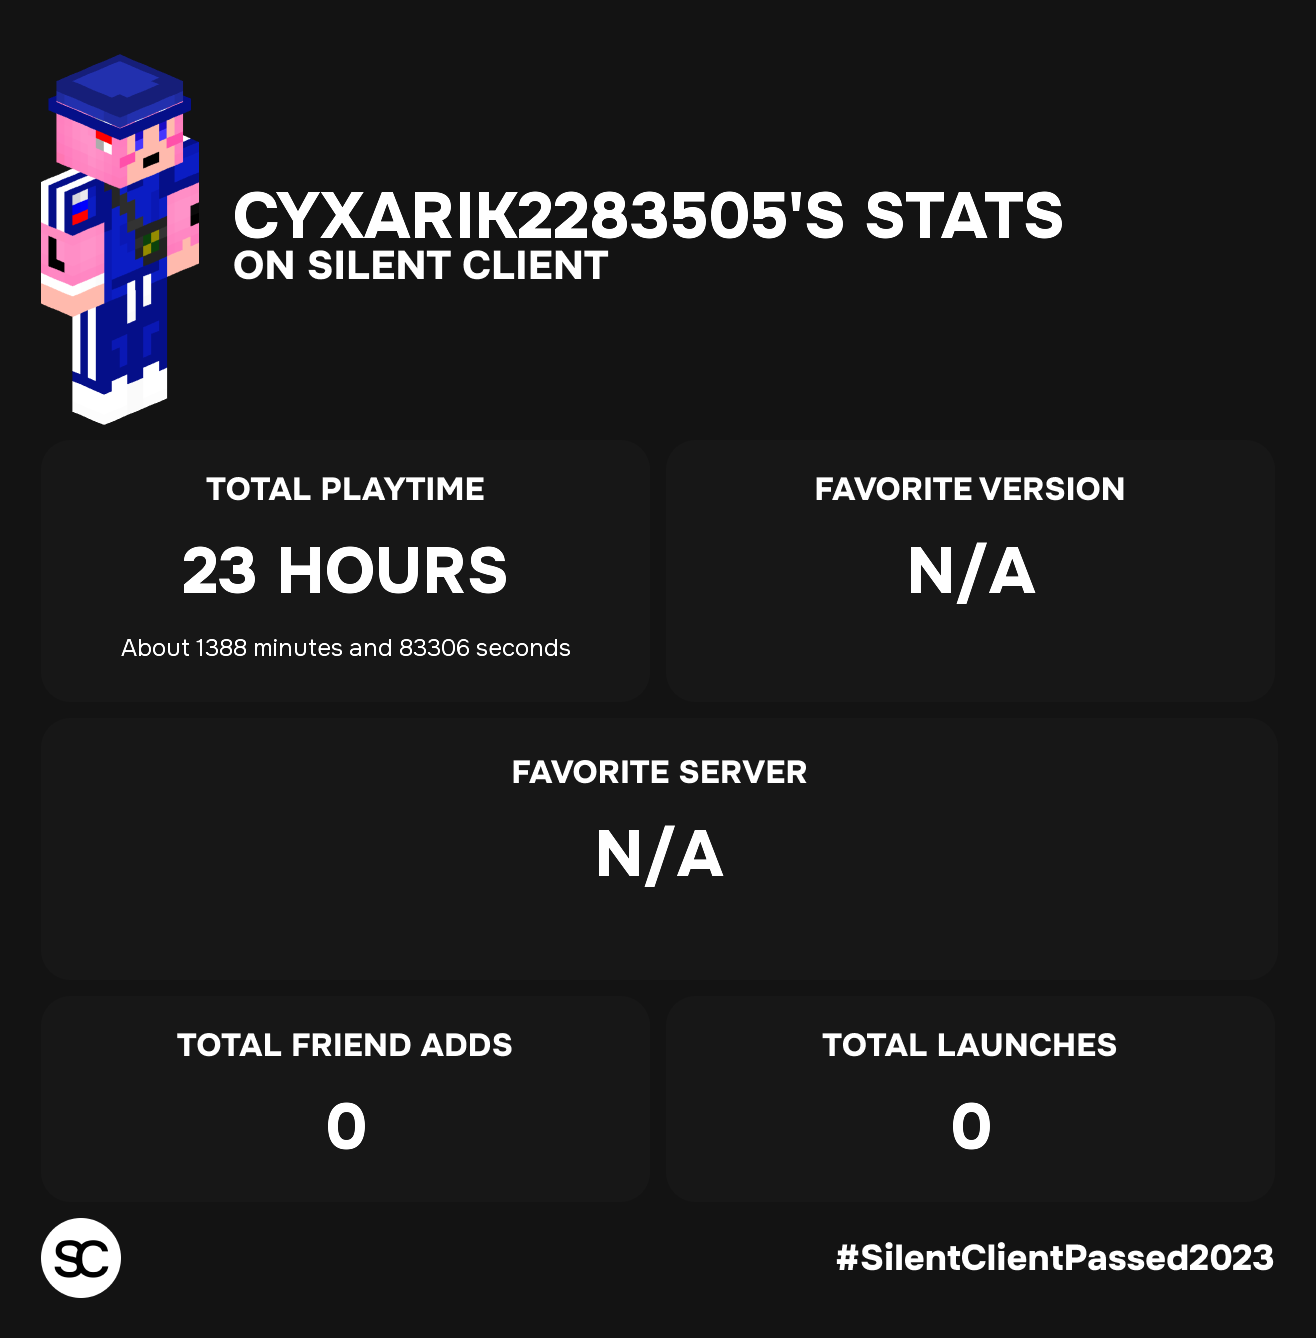 CYXARIK2283505'S STATS
ON SILENT CLIENT
TOTAL PLAYTIME
23 HOURS
About 1388 minutes and 83306 seconds
FAVORITE VERSION
N/A
FAVORITE SERVER
N/A
TOTAL FRIEND ADDS
0
TOTAL LAUNCHES
0
SC
#SilentClientPassed2023